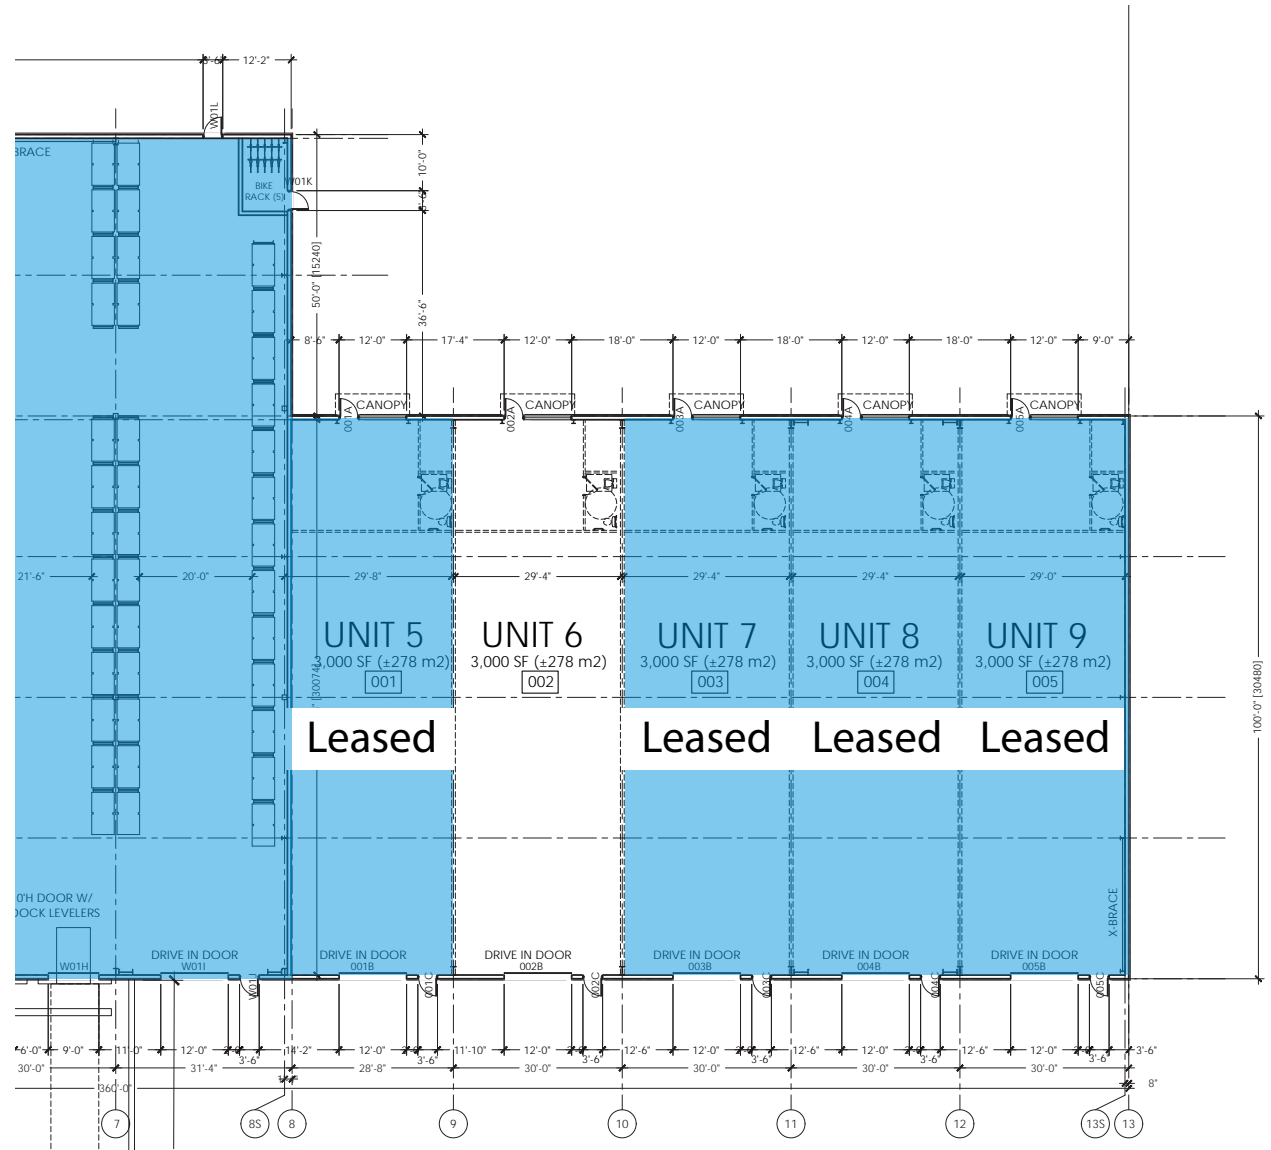 12'-2"
W01L
BRACE
BIKE
RACK (5)
W01K
10'-0"
50'-0" [15240]
36'-6"
8'-6" 12'-0" 17'-4" 12'-0" 18'-0" 12'-0" 18'-0" 12'-0" 18'-0" 12'-0" 9'-0"
CANOPY CANOPY CANOPY CANOPY CANOPY
001A 002A 003A 004A 005A
21'-6" 20'-0" 29'-8" 29'-4" 29'-4" 29'-4" 29'-0"
UNIT 5 UNIT 6 UNIT 7 UNIT 8 UNIT 9
3,000 SF (±278 m2) 3,000 SF (±278 m2) 3,000 SF (±278 m2) 3,000 SF (±278 m2) 3,000 SF (±278 m2)
001 002 003 004 005
100'-0" [30480]
Leased Leased Leased Leased
0'H DOOR W/
DOCK LEVELERS
X-BRACE
DRIVE IN DOOR DRIVE IN DOOR DRIVE IN DOOR DRIVE IN DOOR DRIVE IN DOOR DRIVE IN DOOR
W01H W01I 001B 002B 003B 004B 005B
W01J 001C 002C 003C 004C 005C
6'-0" 9'-0" 11'-0" 12'-0" 14'-2" 12'-0" 11'-10" 12'-0" 12'-6" 12'-0" 12'-6" 12'-0" 12'-6" 12'-0" 3'-6"
3'-6" 3'-6" 3'-6" 3'-6" 3'-6" 3'-6"
30'-0" 31'-4" 28'-8" 30'-0" 30'-0" 30'-0" 30'-0"
360'-0" 8"
7 8S 8 9 10 11 12 13S 13